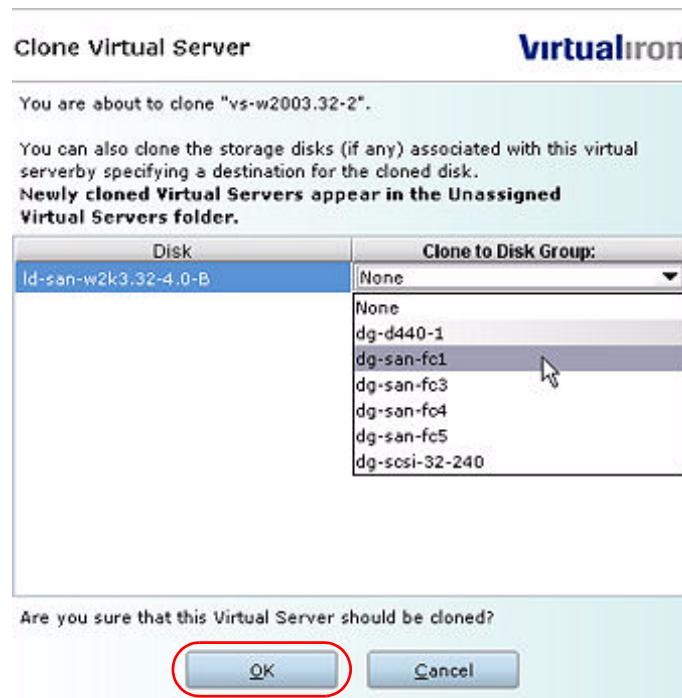 Clone Virtual Server
Virtualiron
You are about to clone "vs-w2003.32-2".
You can also clone the storage disks (if any) associated with this virtual
serverby specifying a destination for the cloned disk.
Newly cloned Virtual Servers appear in the Unassigned
Virtual Servers folder.
Disk
Clone to Disk Group:
ld-san-w2k3.32-4.0-B
None
None
dg-d440-1
dg-san-fc1
dg-san-fc3
dg-san-fc4
dg-san-fc5
dg-scsi-32-240
Are you sure that this Virtual Server should be cloned?
OK
Cancel